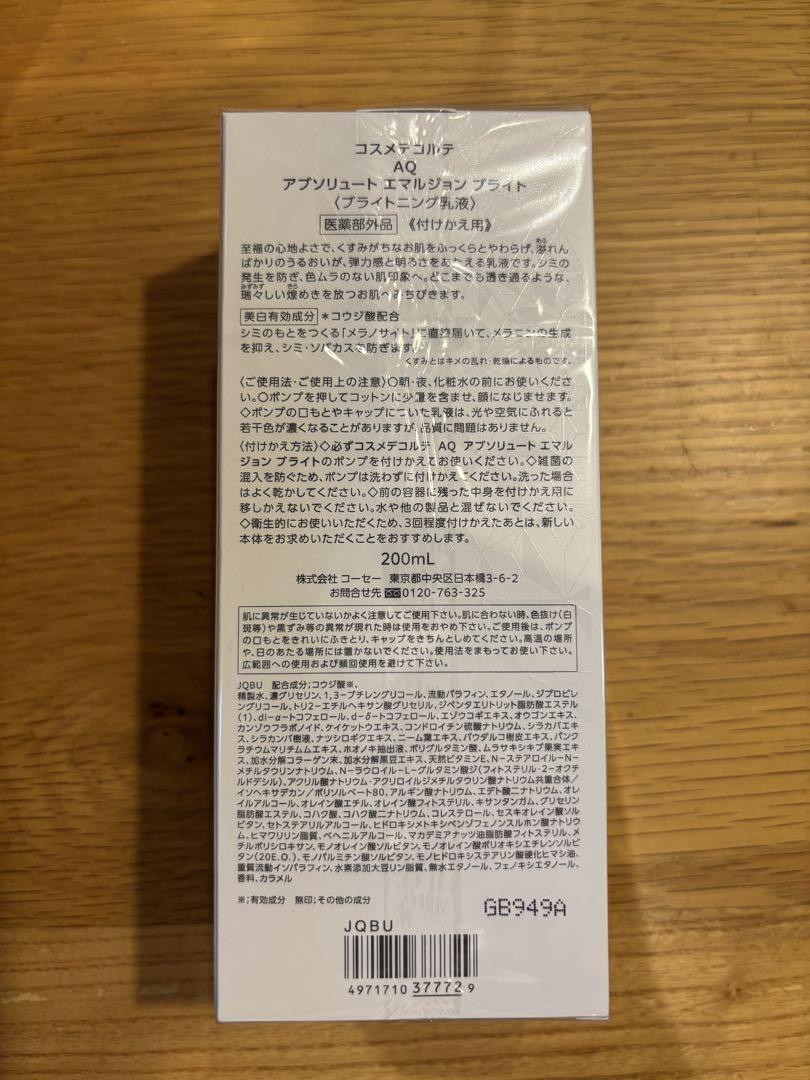 コスメデコルテ
AQ
アブソリュート エマルジョン ブライト
〈ブライトニング乳液〉
医薬部外品 《付けかえ用》
至福の心地よさで、くすみがちなお肌をふっくらとやわらげ、溢れん
ばかりのうるおいが、弾力感と明るさをあたえる乳液です。シミの
発生を防ぎ、色ムラのない肌印象へ。どこまでも透き通るような、
瑞々しい煌めきを放つお肌へみちびきます。
美白有効成分 *コウジ酸配合
シミのもとをつくる「メラノサイト」に直接届いて、メラニンの生成
を抑え、シミ・ソバカスを防ぎます。
くすみとはキメの乱れ・乾燥によるものです。
〈ご使用法・ご使用上の注意〉○朝・夜、化粧水の前にお使いくださ
い。○ポンプを押してコットンに少量を含ませ、顔になじませます。
◇ポンプの口もとやキャップについた乳液は、光や空気にふれると
若干色が濃くなることがありますが、品質に問題はありません。
〈付けかえ方法〉◇必ずコスメデコルテ AQ アブソリュート エマル
ジョン ブライトのポンプを付けかえてお使いください。◇雑菌の
混入を防ぐため、ポンプは洗わずに付けかえてください。洗った場合
はよく乾かしてください。◇前の容器に残った中身を付けかえ用に
移しかえないでください。水や他の製品と混ぜないでください。
◇衛生的にお使いいただくため、3回程度付けかえたあとは、新しい
本体をお求めいただくことをおすすめします。
200mL
株式会社 コーセー 東京都中央区日本橋3-6-2
お問合せ先 0120-763-325
肌に異常が生じていないかよく注意してご使用下さい。肌に合わない時、色抜け(白
斑等)や黒ずみ等の異常が現れた時は使用をおやめ下さい。ご使用後は、ポンプ
の口もとをきれいにふきとり、キャップをきちんとしめてください。高温の場所
や、日のあたる場所には置かないでください。使用法をまもってお使い下さい。
広範囲への使用および頻回使用を避けて下さい。
JQBU 配合成分;コウジ酸※、
精製水、濃グリセリン、1,3-ブチレングリコール、流動パラフィン、エタノール、ジプロピレ
ングリコール、トリ2-エチルヘキサン酸グリセリル、ジペンタエリトリット脂肪酸エステル
(1)、dl-α-トコフェロール、d-δ-トコフェロール、エゾウコギエキス、オウゴンエキス、
カンゾウフラボノイド、ケイケットウエキス、コンドロイチン硫酸ナトリウム、シラカバエキ
ス、シラカンバ樹液、ナツシロギクエキス、ニーム葉エキス、パウダルコ樹皮エキス、パンク
ラチウムマリチムムエキス、ホオノキ抽出液、ポリグルタミン酸、ムラサキシキブ果実エキ
ス、加水分解コラーゲン末、加水分解黒豆エキス、天然ビタミンE、N-ステアロイル-N-
メチルタウリンナトリウム、N-ラウロイル-L-グルタミン酸ジ(フィトステリル・2-オクチ
ルドデシル)、アクリル酸ナトリウム・アクリロイルジメチルタウリン酸ナトリウム共重合体/
イソヘキサデカン/ポリソルベート80、アルギン酸ナトリウム、エデト酸二ナトリウム、オレ
イルアルコール、オレイン酸エチル、オレイン酸フィトステリル、キサンタンガム、グリセリン
脂肪酸エステル、コハク酸、コハク酸二ナトリウム、コレステロール、セスキオレイン酸ソル
ビタン、セトステアリルアルコール、ヒドロキシメトキシベンゾフェノンスルホン酸ナトリウ
ム、ヒマワリリン脂質、ベヘニルアルコール、マカデミアナッツ油脂肪酸フィトステリル、メ
チルポリシロキサン、モノオレイン酸ソルビタン、モノオレイン酸ポリオキシエチレンソルビ
タン(20E.O.)、モノパルミチン酸ソルビタン、モノヒドロキシステアリン酸硬化ヒマシ油、
重質流動イソパラフィン、水素添加大豆リン脂質、無水エタノール、フェノキシエタノール、
香料、カラメル
※;有効成分 無印;その他の成分
GB949A
JQBU
4971710 37772 9